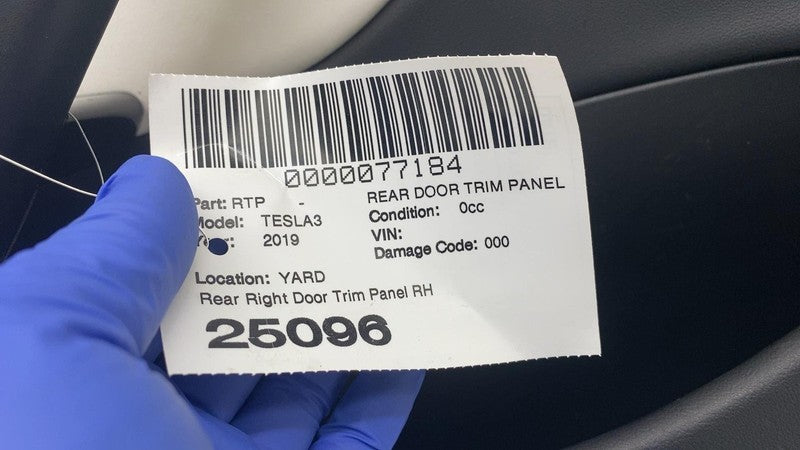 0000077184
Part: RTP - REAR DOOR TRIM PANEL
Model: TESLA3 Condition: 0cc
2019 VIN:
Damage Code: 000
Location: YARD
Rear Right Door Trim Panel RH
25096